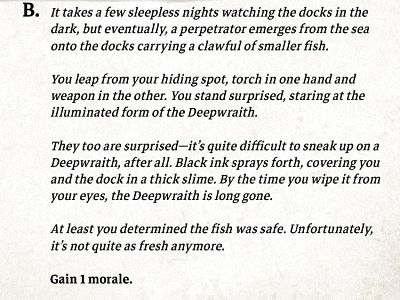 B. It takes a few sleepless nights watching the docks in the
dark, but eventually, a perpetrator emerges from the sea
onto the docks carrying a clawful of smaller fish.
You leap from your hiding spot, torch in one hand and
weapon in the other. You stand surprised, staring at the
illuminated form of the Deepwraith.
They too are surprised—it's quite difficult to sneak up on a
Deepwraith, after all. Black ink sprays forth, covering you
and the dock in a thick slime. By the time you wipe it from
your eyes, the Deepwraith is long gone.
At least you determined the fish was safe. Unfortunately,
it's not quite as fresh anymore.
Gain 1 morale.